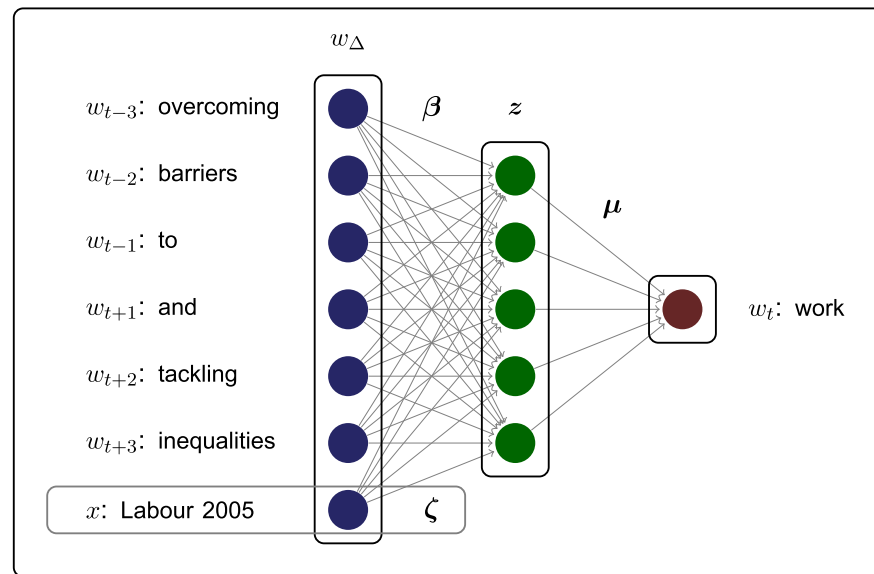 w_Δ
β z
w_{t−3}: overcoming
w_{t−2}: barriers
μ
w_{t−1}: to
w_{t+1}: and
w_t: work
w_{t+2}: tackling
w_{t+3}: inequalities
x: Labour 2005 ζ